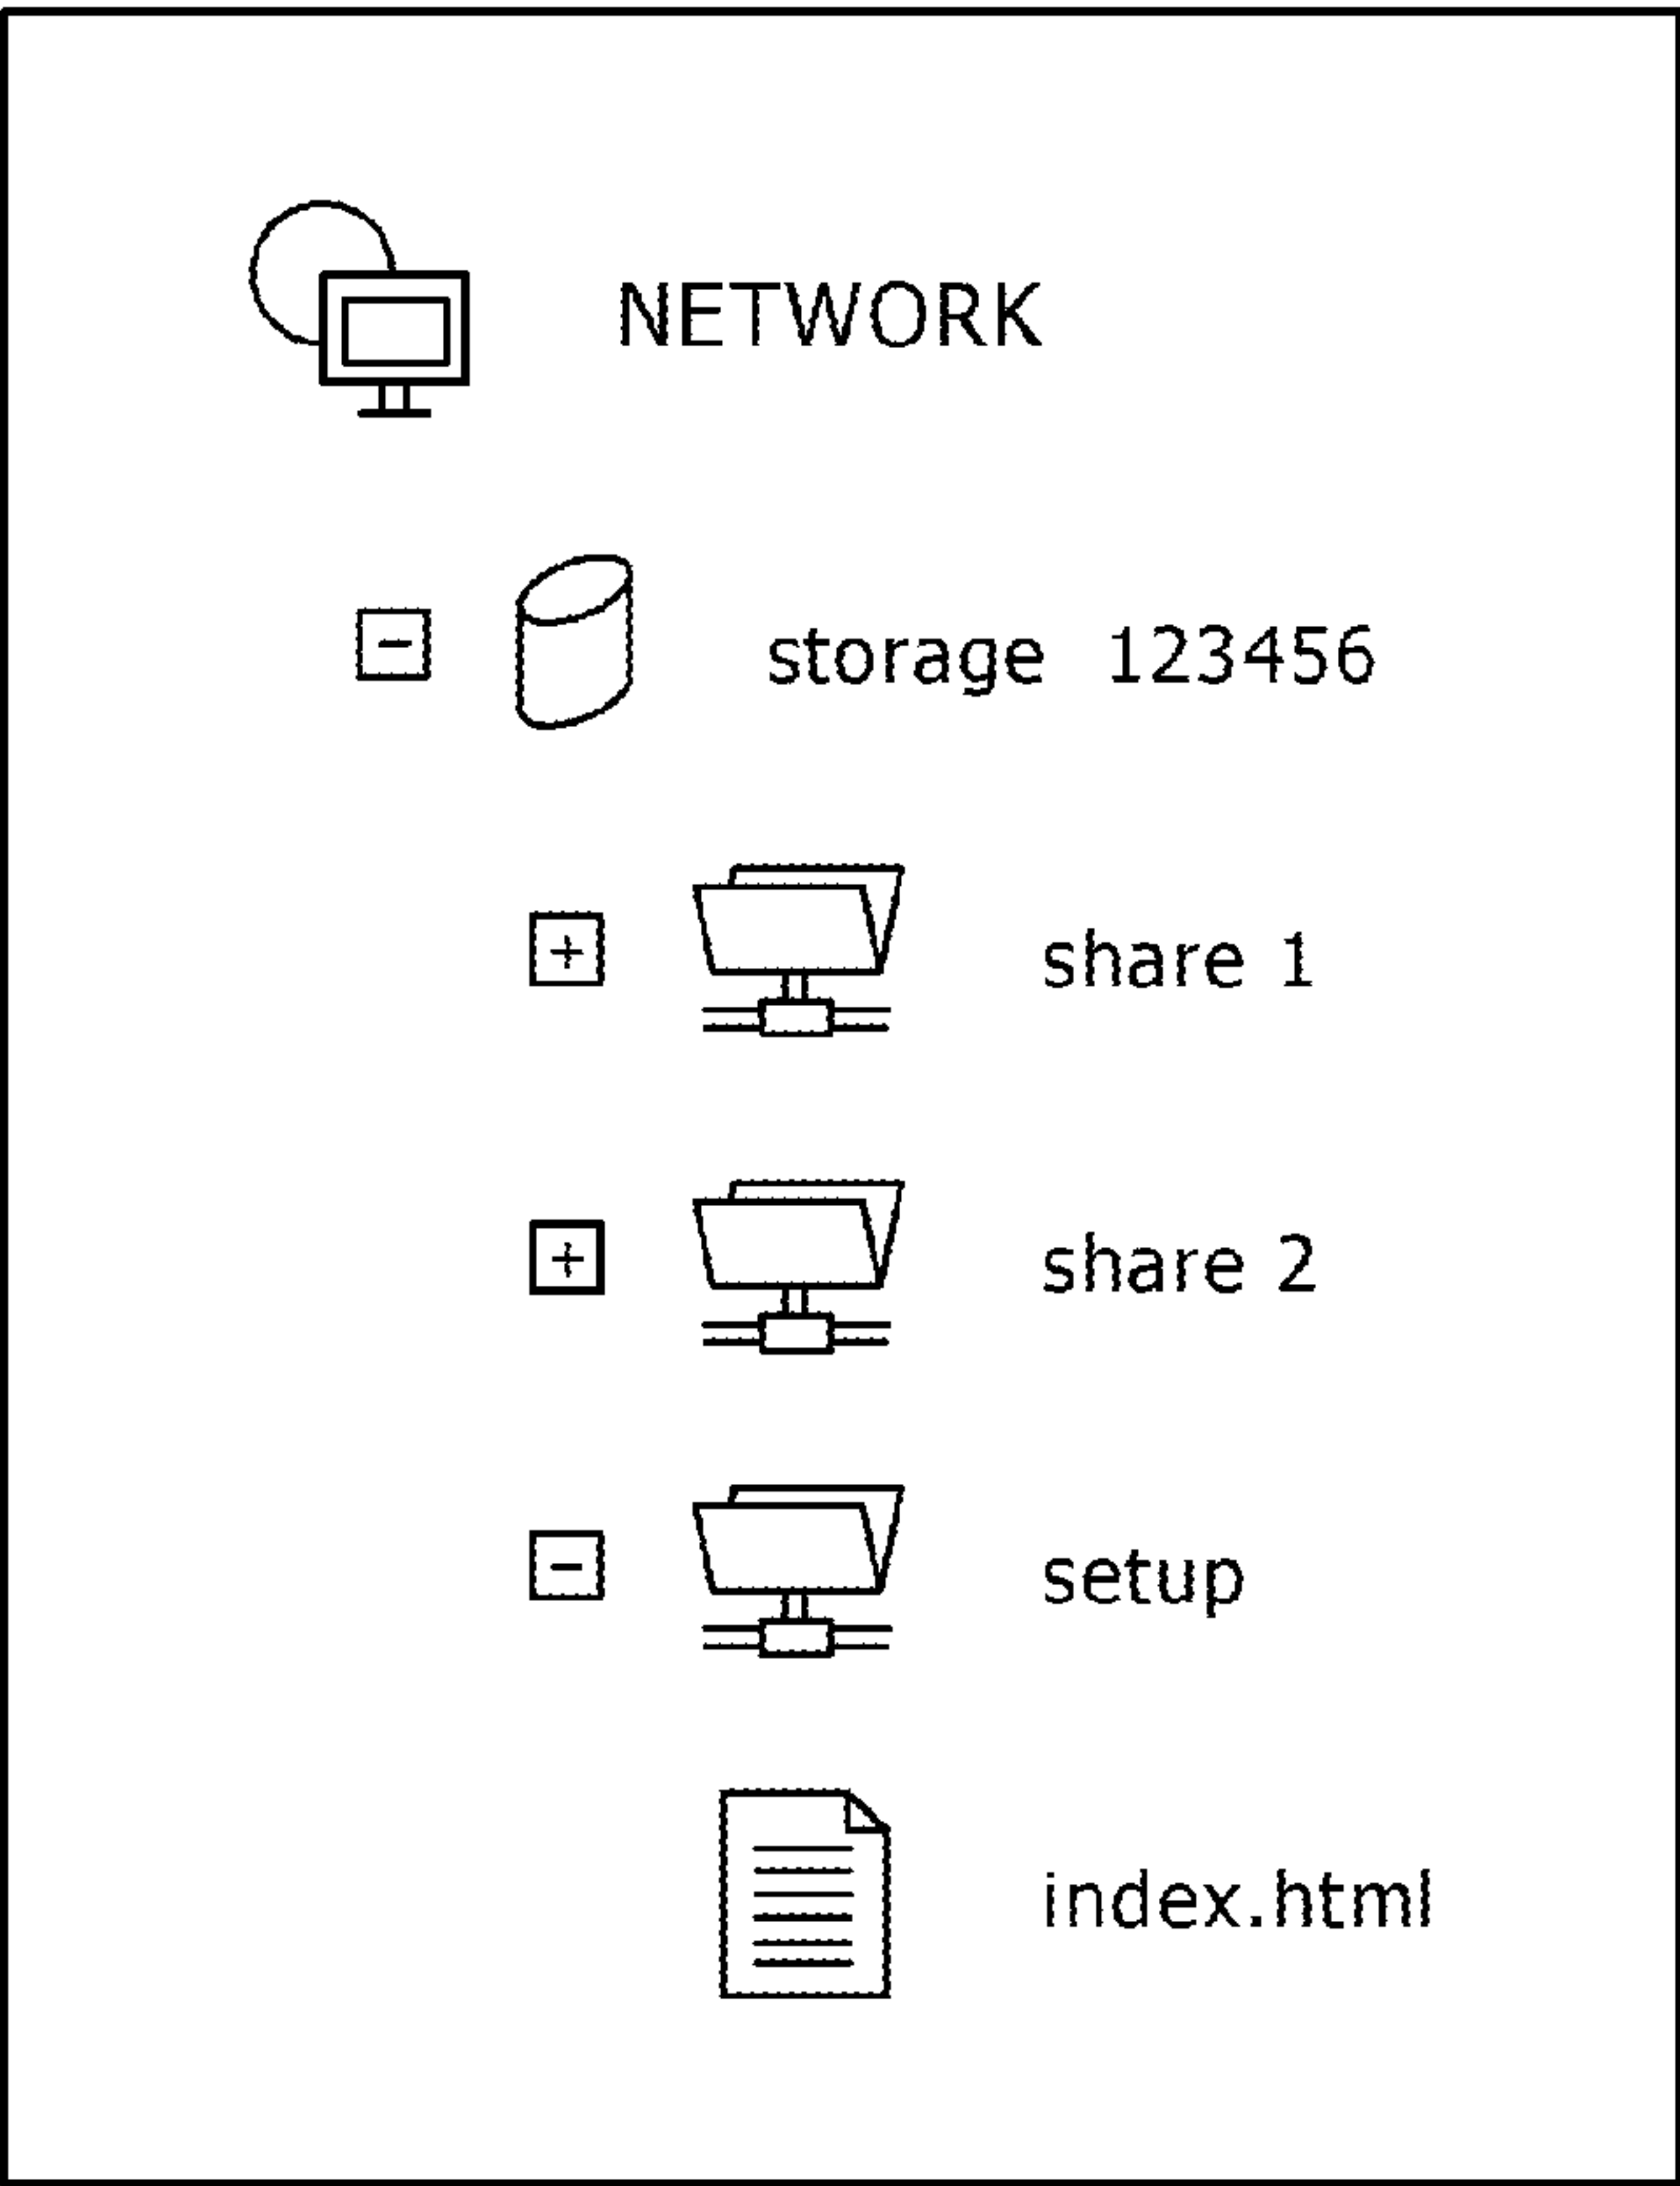 NETWORK
- storage 123456
+ share 1
+ share 2
- setup
index.html